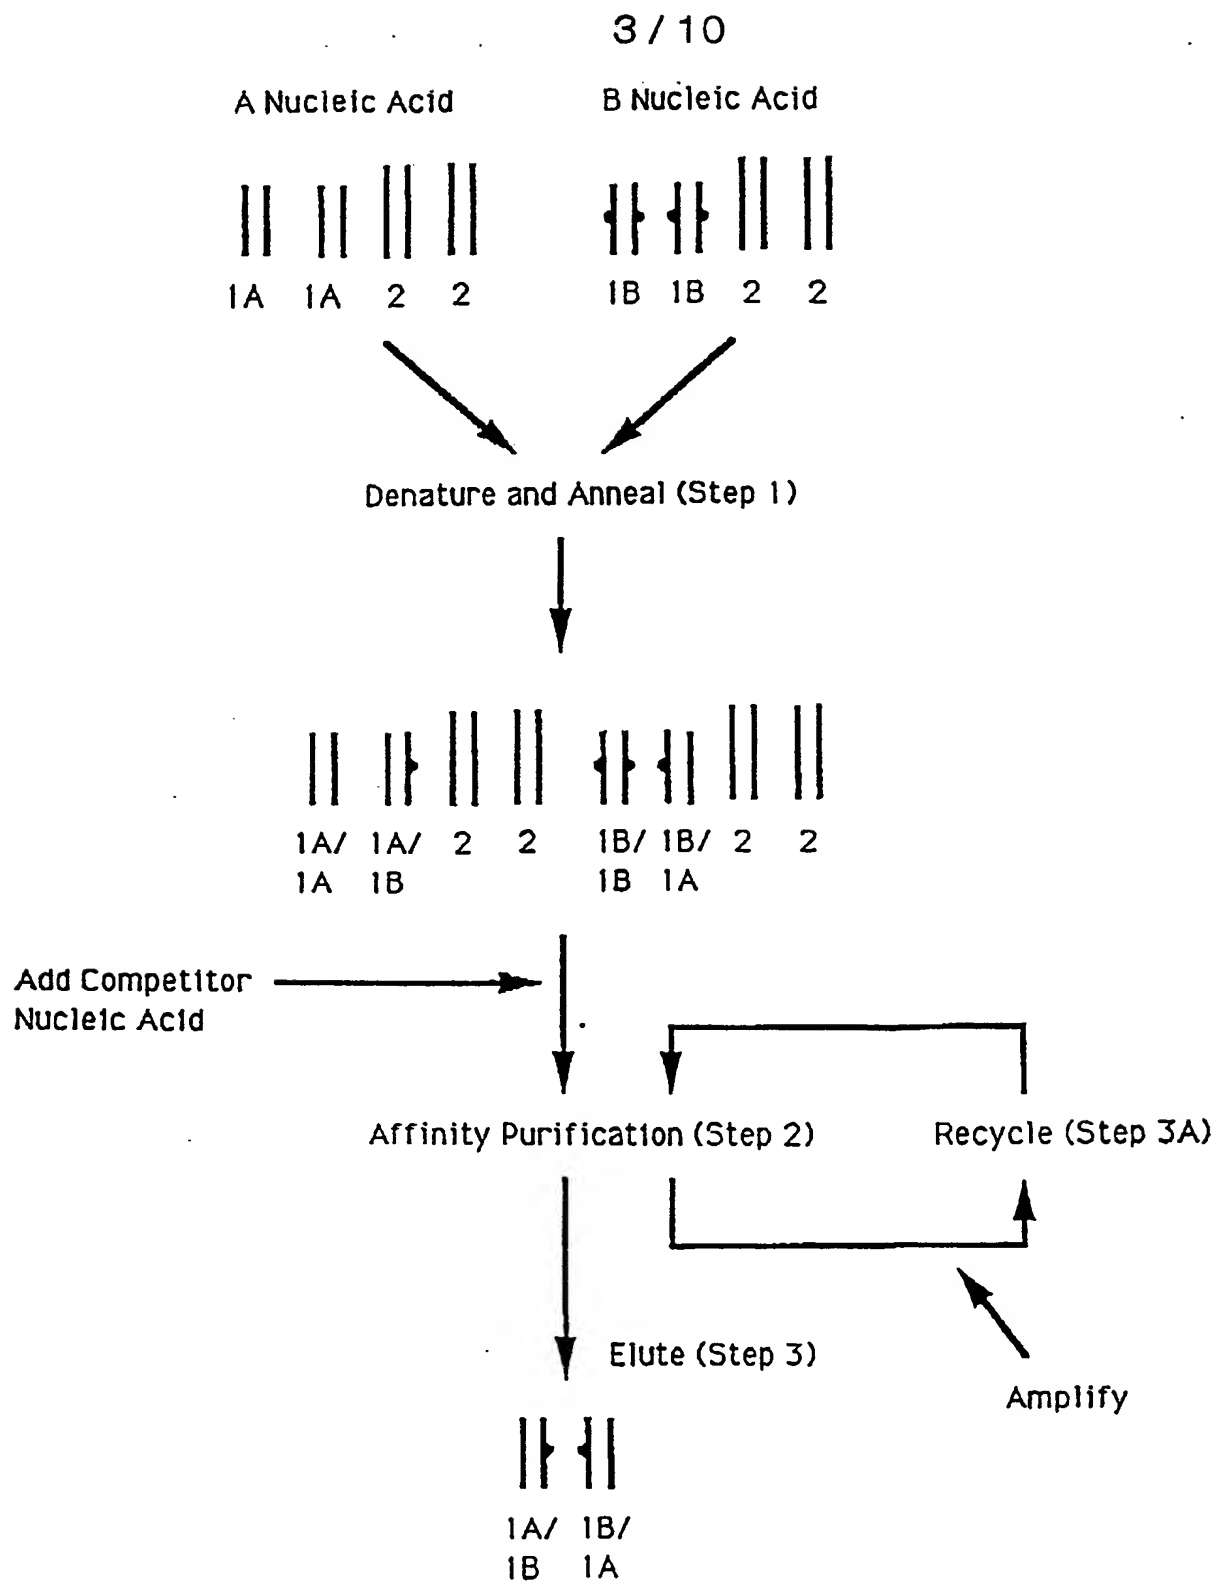 3/10
A Nucleic Acid
B Nucleic Acid
1A 1A 2 2
1B 1B 2 2
Denature and Anneal (Step 1)
1A/ 1A/ 2 2 1B/ 1B/ 2 2
1A 1B 1B 1A
Add Competitor
Nucleic Acid
Affinity Purification (Step 2)
Recycle (Step 3A)
Elute (Step 3)
Amplify
1A/ 1B/
1B 1A